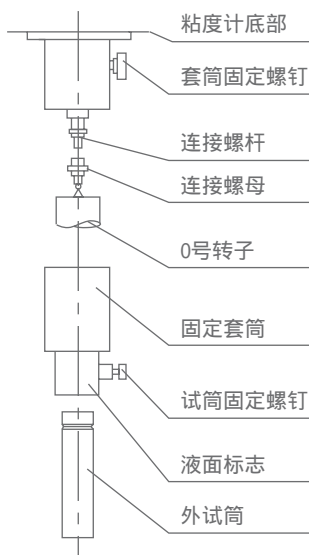 粘度计底部
套筒固定螺钉
连接螺杆
连接螺母
0号转子
固定套筒
试筒固定螺钉
液面标志
外试筒